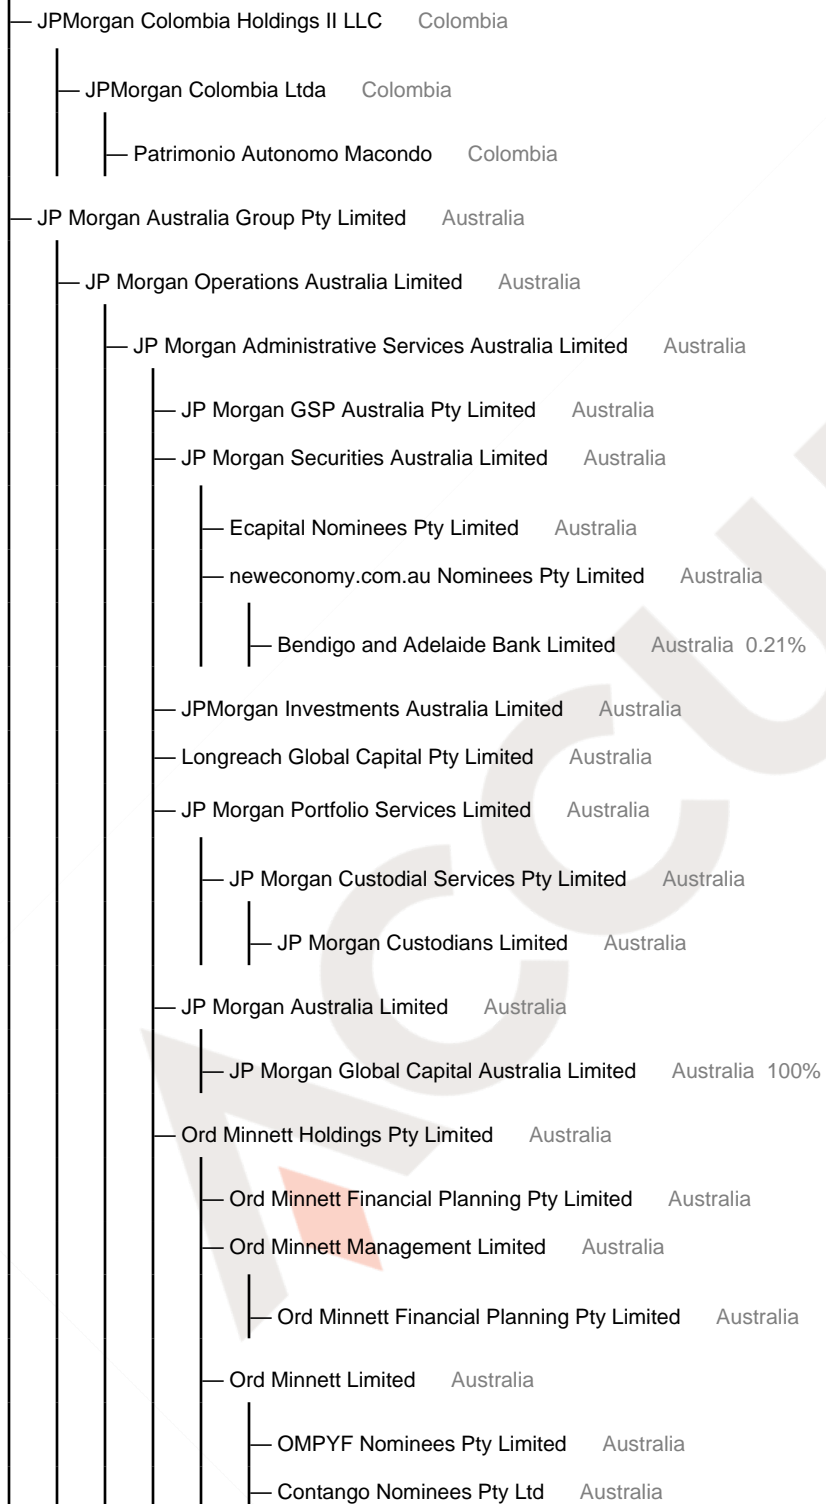 JPMorgan Colombia Holdings II LLC Colombia
JPMorgan Colombia Ltda Colombia
Patrimonio Autonomo Macondo Colombia
JP Morgan Australia Group Pty Limited Australia
JP Morgan Operations Australia Limited Australia
JP Morgan Administrative Services Australia Limited Australia
JP Morgan GSP Australia Pty Limited Australia
JP Morgan Securities Australia Limited Australia
Ecapital Nominees Pty Limited Australia
neweconomy.com.au Nominees Pty Limited Australia
Bendigo and Adelaide Bank Limited Australia 0.21%
JPMorgan Investments Australia Limited Australia
Longreach Global Capital Pty Limited Australia
JP Morgan Portfolio Services Limited Australia
JP Morgan Custodial Services Pty Limited Australia
JP Morgan Custodians Limited Australia
JP Morgan Australia Limited Australia
JP Morgan Global Capital Australia Limited Australia 100%
Ord Minnett Holdings Pty Limited Australia
Ord Minnett Financial Planning Pty Limited Australia
Ord Minnett Management Limited Australia
Ord Minnett Financial Planning Pty Limited Australia
Ord Minnett Limited Australia
OMPYF Nominees Pty Limited Australia
Contango Nominees Pty Ltd Australia